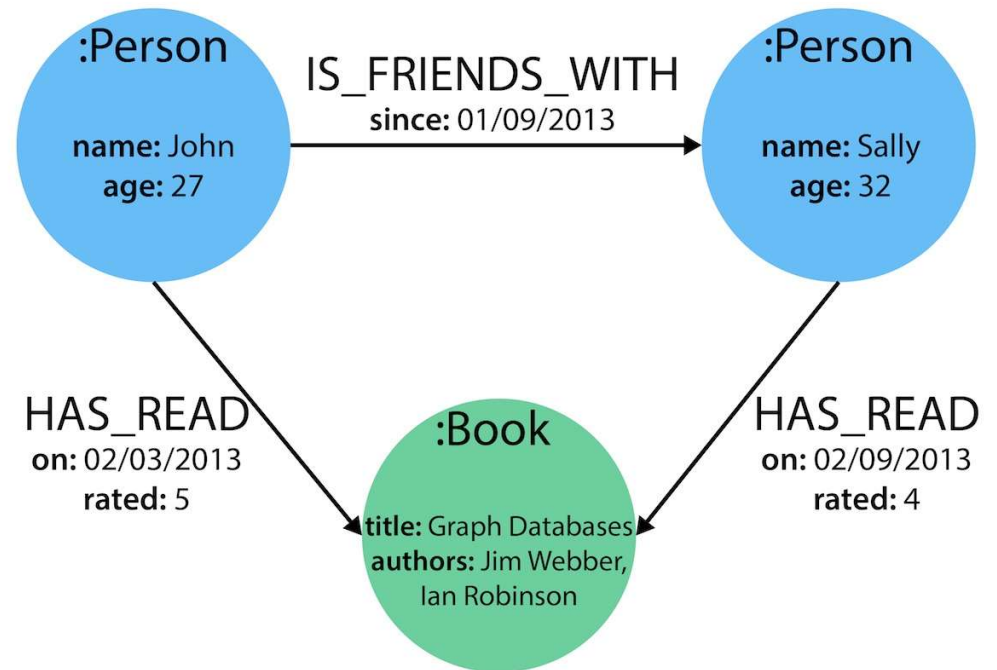 :Person
name: John
age: 27
IS_FRIENDS_WITH
since: 01/09/2013
:Person
name: Sally
age: 32
HAS_READ
on: 02/03/2013
rated: 5
:Book
title: Graph Databases
authors: Jim Webber,
Ian Robinson
HAS_READ
on: 02/09/2013
rated: 4